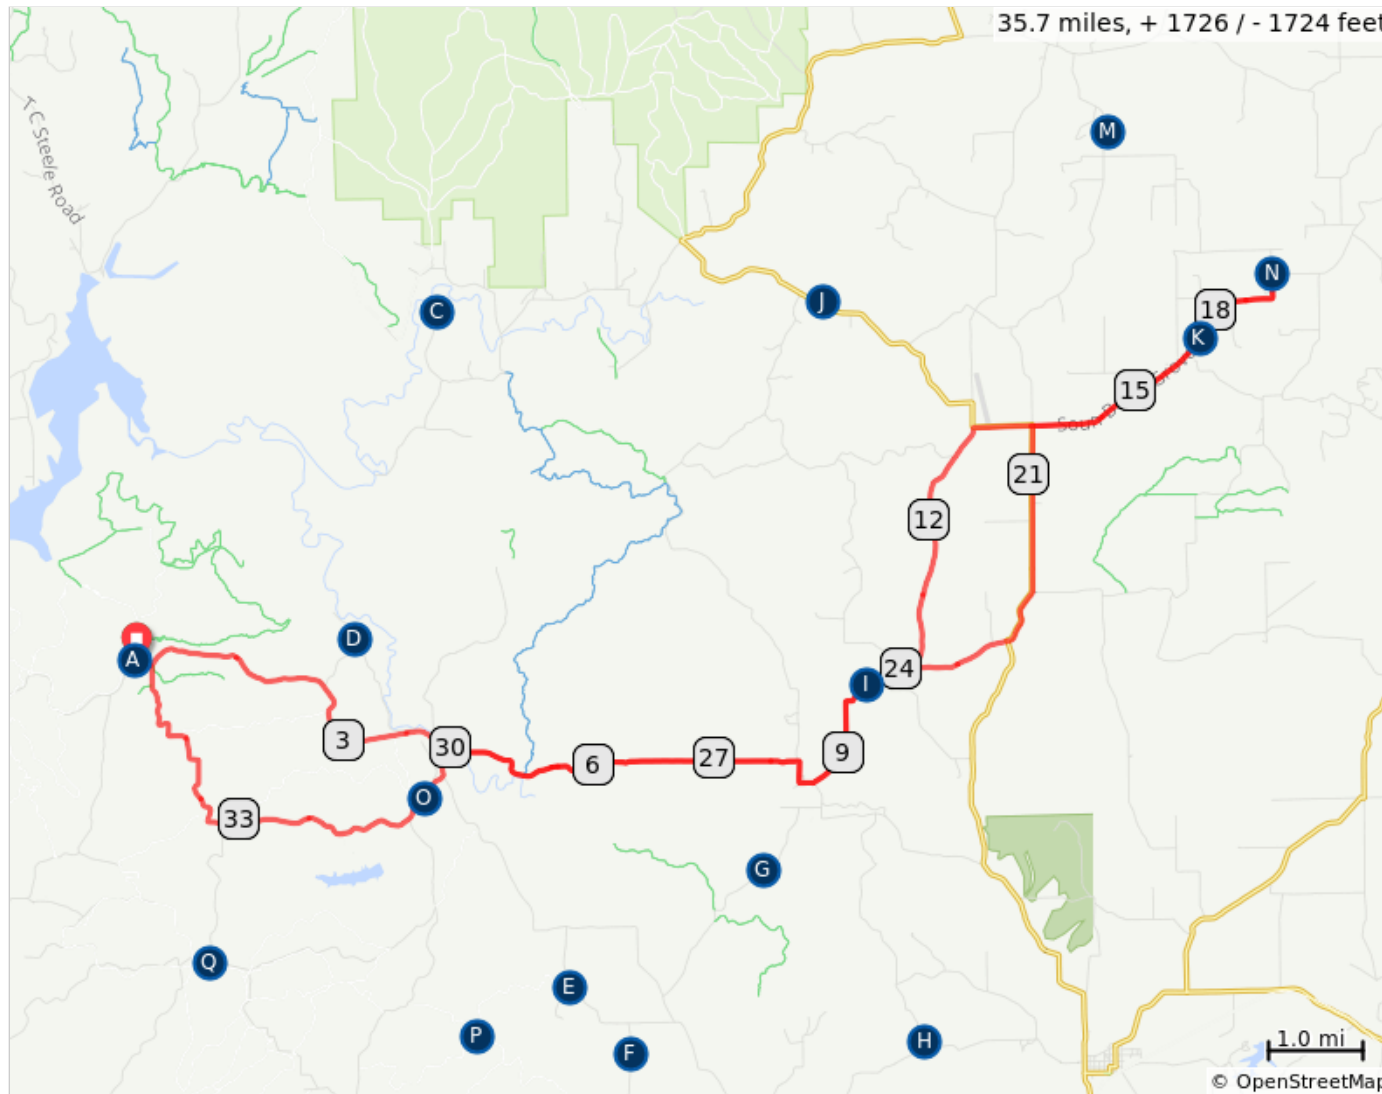 35.7 miles, + 1726 / - 1724 feet
T C Steele Road
M
N
J
C
18
K
15
21
12
D
A
24
I
3
30
6
27
9
O
33
G
Q
E
P
F
H
1.0 mi
© OpenStreetMap